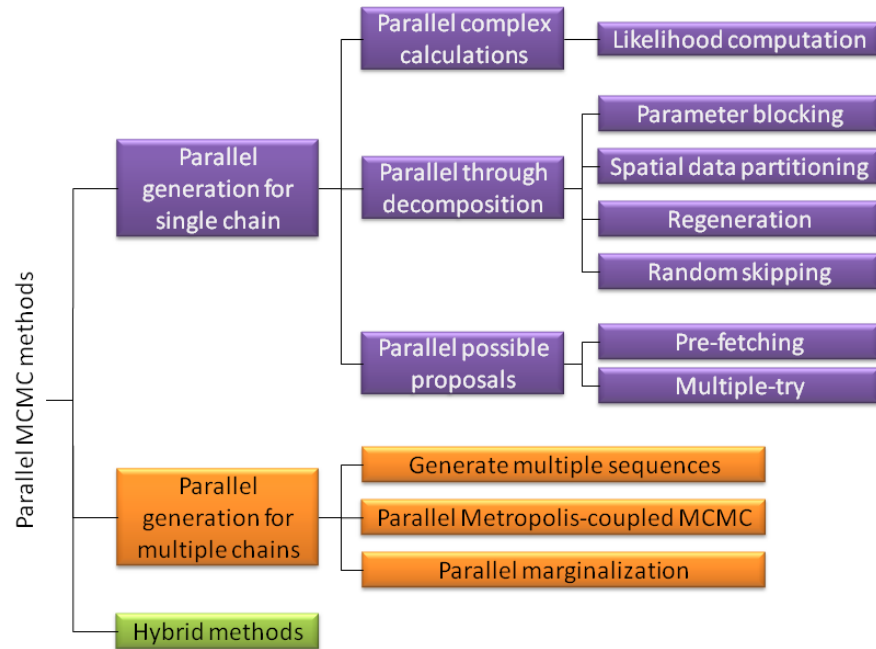 Parallel MCMC methods
Parallel
generation for
single chain
Parallel complex
calculations
Likelihood computation
Parallel through
decomposition
Parameter blocking
Spatial data partitioning
Regeneration
Random skipping
Parallel possible
proposals
Pre-fetching
Multiple-try
Parallel
generation for
multiple chains
Generate multiple sequences
Parallel Metropolis-coupled MCMC
Parallel marginalization
Hybrid methods